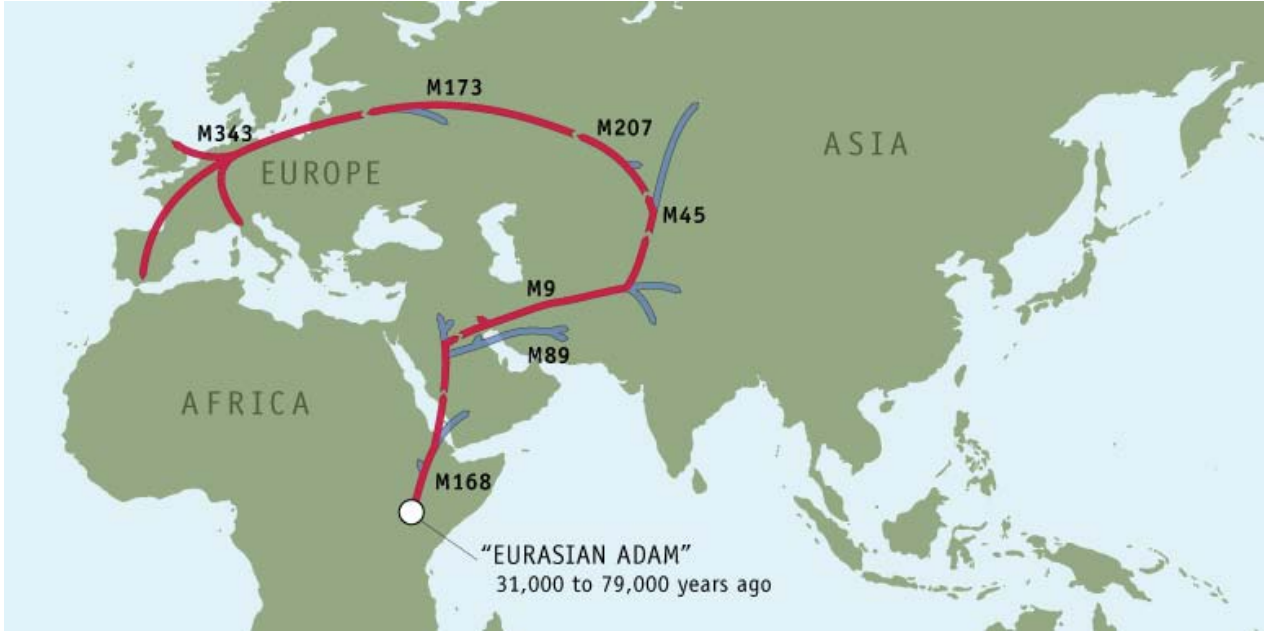 M173
M343
M207
ASIA
EUROPE
M45
M9
M89
AFRICA
M168
“EURASIAN ADAM”
31,000 to 79,000 years ago